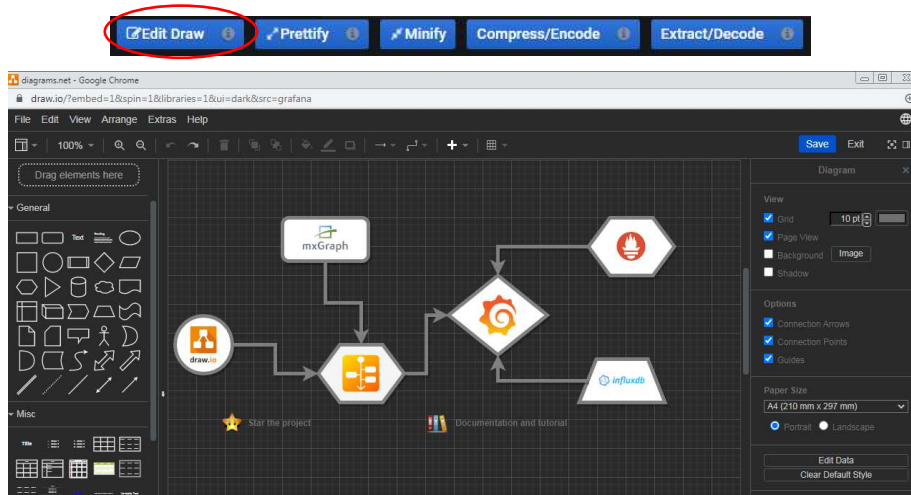 Edit Draw
Prettify
Minify
Compress/Encode
Extract/Decode
diagrams.net - Google Chrome
draw.io/?embed=1&spin=1&libraries=1&ui=dark&src=grafana
File Edit View Arrange Extras Help
100%
Save Exit
Drag elements here
Diagram
General
Text
View
Grid 10 pt
Page View
Background Image
Shadow
mxGraph
Options
Connection Arrows
Connection Points
Guides
draw.io
influxdb
Paper Size
A4 (210 mm x 297 mm)
Portrait Landscape
Misc
Star the project
Documentation and tutorial
Title
Edit Data
Clear Default Style